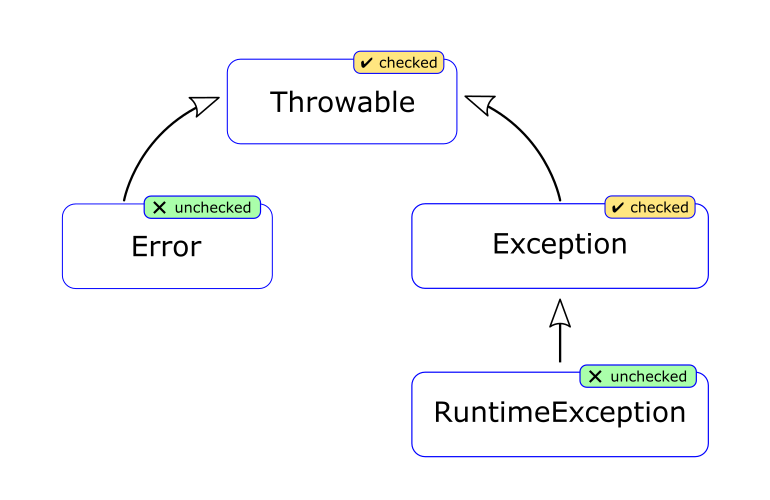 ✔ checked
Throwable
✕ unchecked
Error
✔ checked
Exception
✕ unchecked
RuntimeException